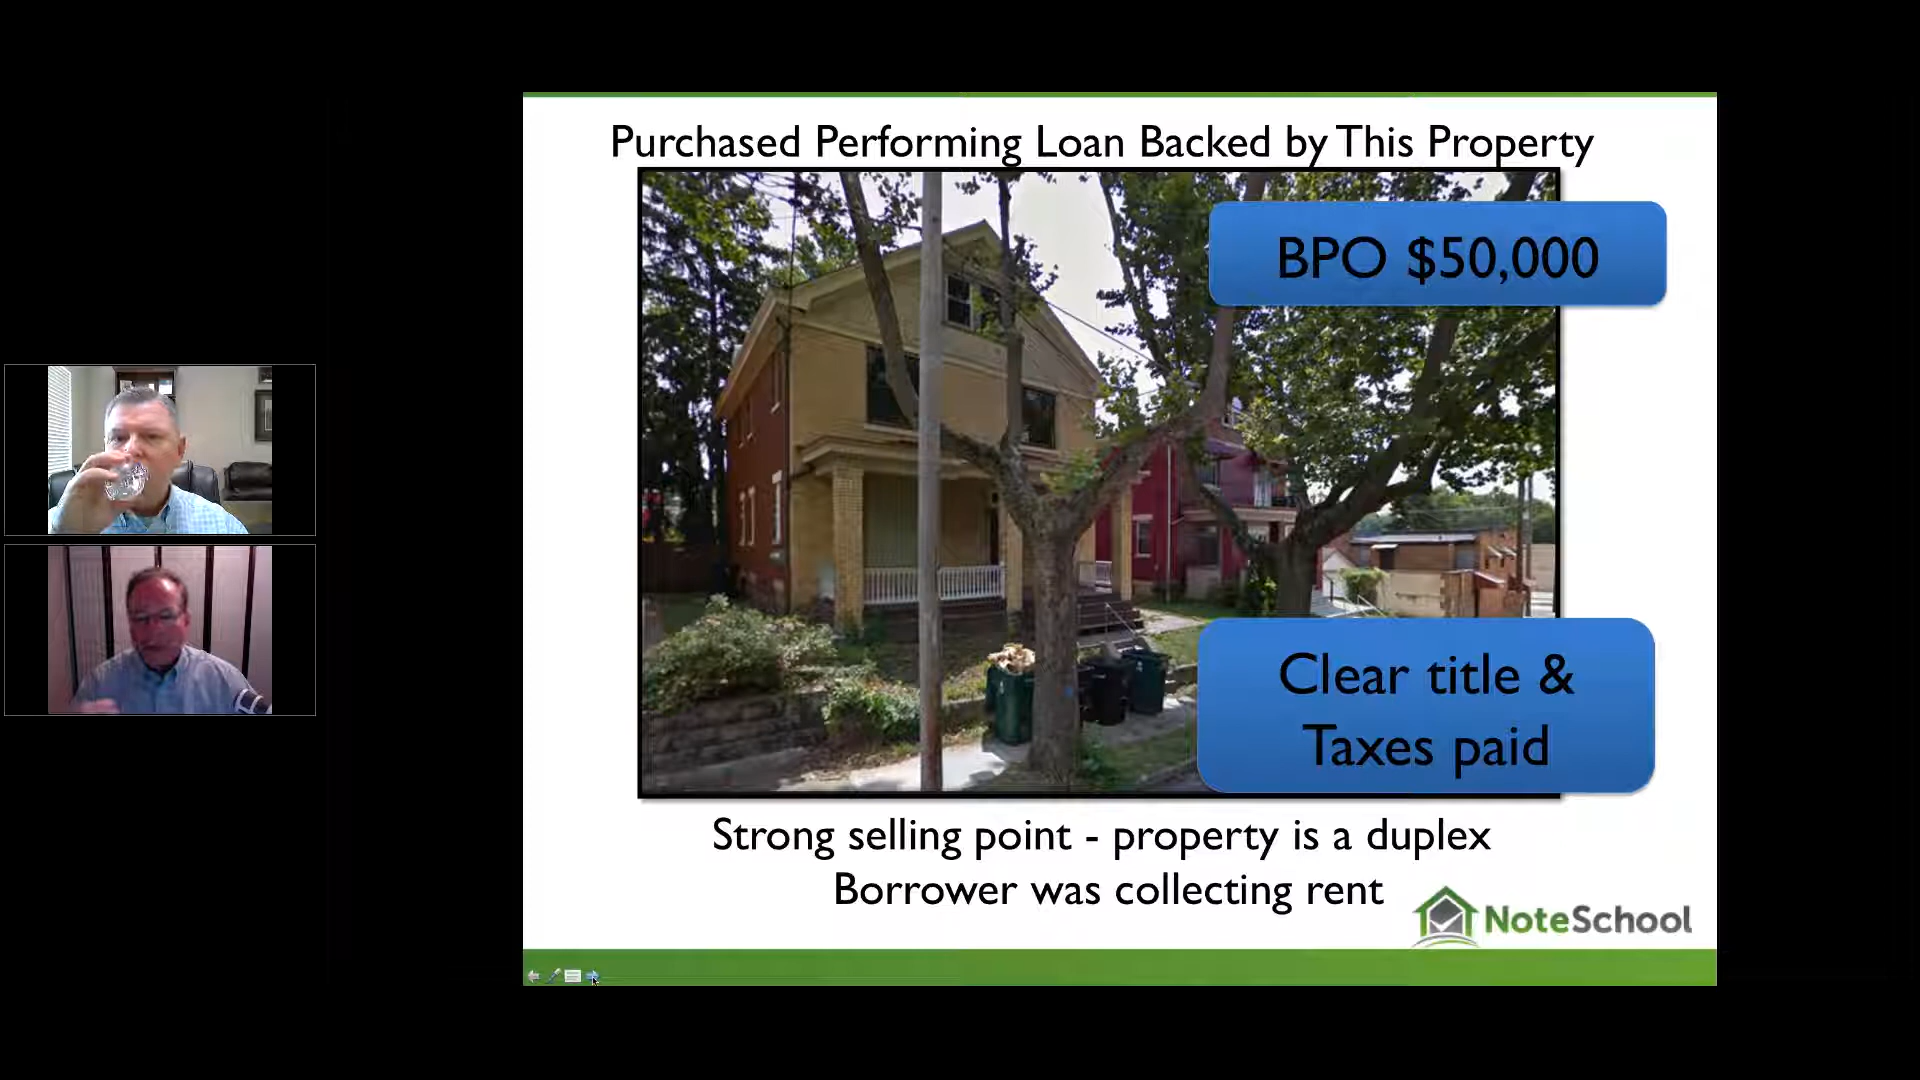 Purchased Performing Loan Backed by This Property
BPO $50,000
Clear title &
Taxes paid
Strong selling point - property is a duplex
Borrower was collecting rent
NoteSchool